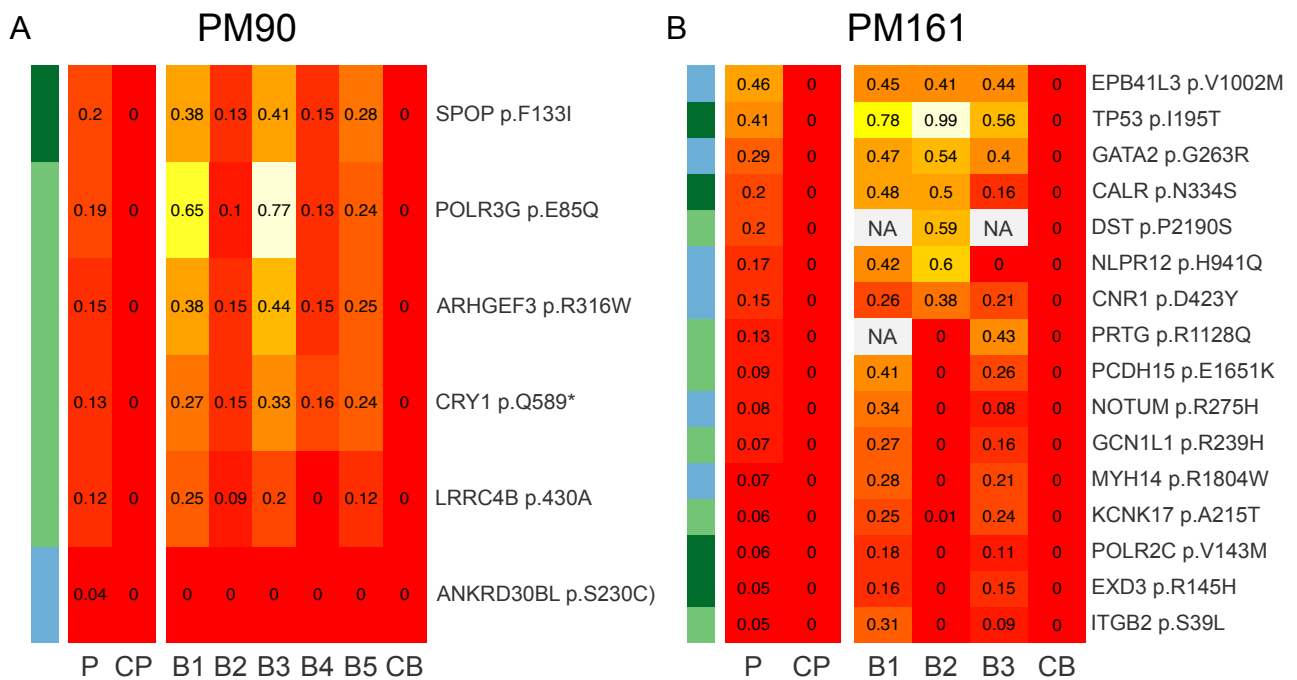 A PM90
0.2 0 0.38 0.13 0.41 0.15 0.28 0 SPOP p.F133I
0.19 0 0.65 0.1 0.77 0.13 0.24 0 POLR3G p.E85Q
0.15 0 0.38 0.15 0.44 0.15 0.25 0 ARHGEF3 p.R316W
0.13 0 0.27 0.15 0.33 0.16 0.24 0 CRY1 p.Q589*
0.12 0 0.25 0.09 0.2 0 0.12 0 LRRC4B p.430A
0.04 0 0 0 0 0 0 0 ANKRD30BL p.S230C)
P CP B1 B2 B3 B4 B5 CB
B PM161
0.46 0 0.45 0.41 0.44 0 EPB41L3 p.V1002M
0.41 0 0.78 0.99 0.56 0 TP53 p.I195T
0.29 0 0.47 0.54 0.4 0 GATA2 p.G263R
0.2 0 0.48 0.5 0.16 0 CALR p.N334S
0.2 0 NA 0.59 NA 0 DST p.P2190S
0.17 0 0.42 0.6 0 0 NLPR12 p.H941Q
0.15 0 0.26 0.38 0.21 0 CNR1 p.D423Y
0.13 0 NA 0 0.43 0 PRTG p.R1128Q
0.09 0 0.41 0 0.26 0 PCDH15 p.E1651K
0.08 0 0.34 0 0.08 0 NOTUM p.R275H
0.07 0 0.27 0 0.16 0 GCN1L1 p.R239H
0.07 0 0.28 0 0.21 0 MYH14 p.R1804W
0.06 0 0.25 0.01 0.24 0 KCNK17 p.A215T
0.06 0 0.18 0 0.11 0 POLR2C p.V143M
0.05 0 0.16 0 0.15 0 EXD3 p.R145H
0.05 0 0.31 0 0.09 0 ITGB2 p.S39L
P CP B1 B2 B3 CB